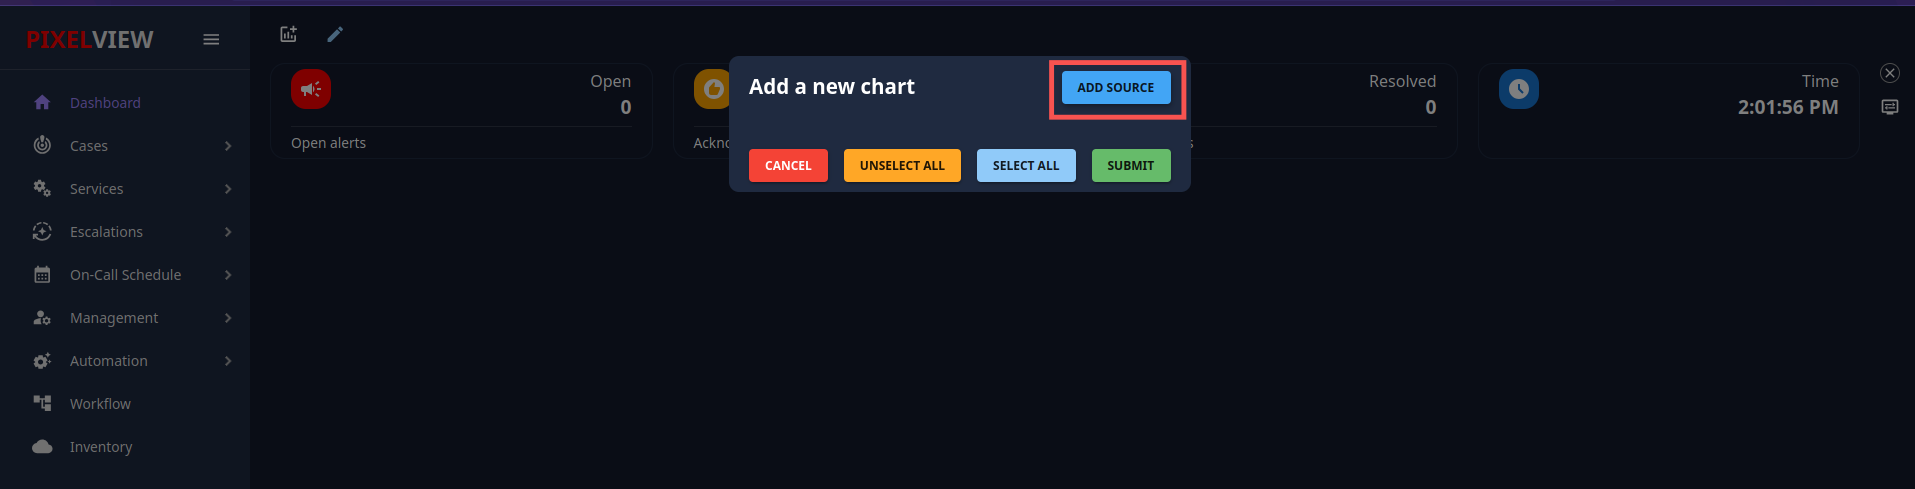 PIXELVIEW
Dashboard
Cases
Services
Escalations
On-Call Schedule
Management
Automation
Workflow
Inventory
Open
0
Open alerts
Add a new chart
ADD SOURCE
CANCEL
UNSELECT ALL
SELECT ALL
SUBMIT
Resolved
0
Time
2:01:56 PM